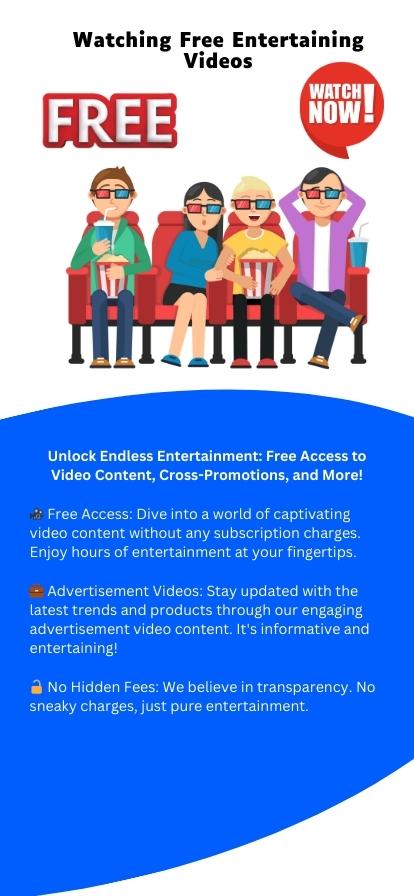 Watching Free Entertaining
Videos
FREE
WATCH
NOW!
Unlock Endless Entertainment: Free Access to
Video Content, Cross-Promotions, and More!
🎥 Free Access: Dive into a world of captivating
video content without any subscription charges.
Enjoy hours of entertainment at your fingertips.
💼 Advertisement Videos: Stay updated with the
latest trends and products through our engaging
advertisement video content. It's informative and
entertaining!
🔓 No Hidden Fees: We believe in transparency. No
sneaky charges, just pure entertainment.